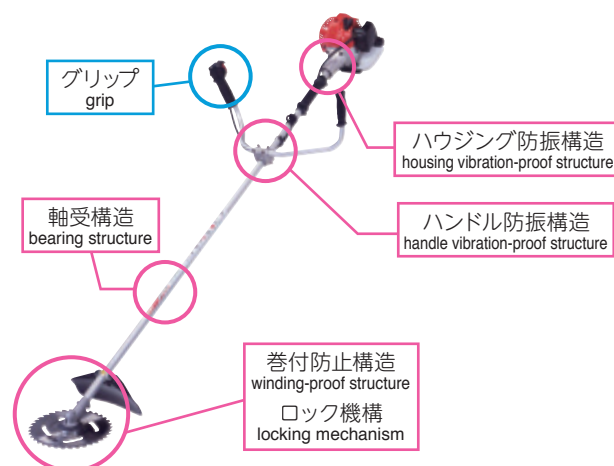 グリップ
grip
ハウジング防振構造
housing vibration-proof structure
軸受構造
bearing structure
ハンドル防振構造
handle vibration-proof structure
巻付防止構造
winding-proof structure
ロック機構
locking mechanism